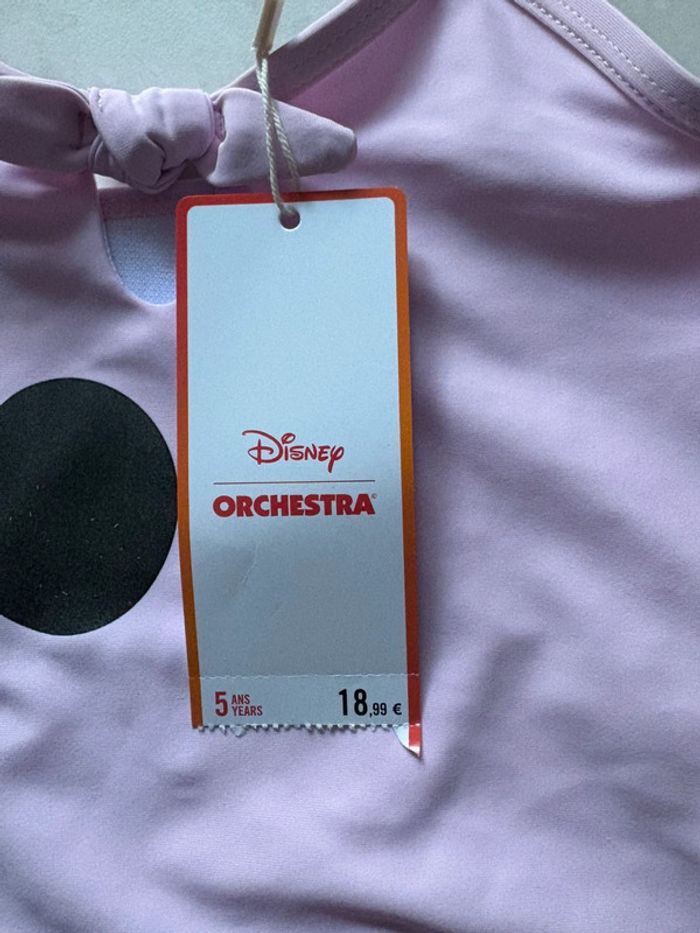 Disney
ORCHESTRA
5 ANS YEARS 18,99 €